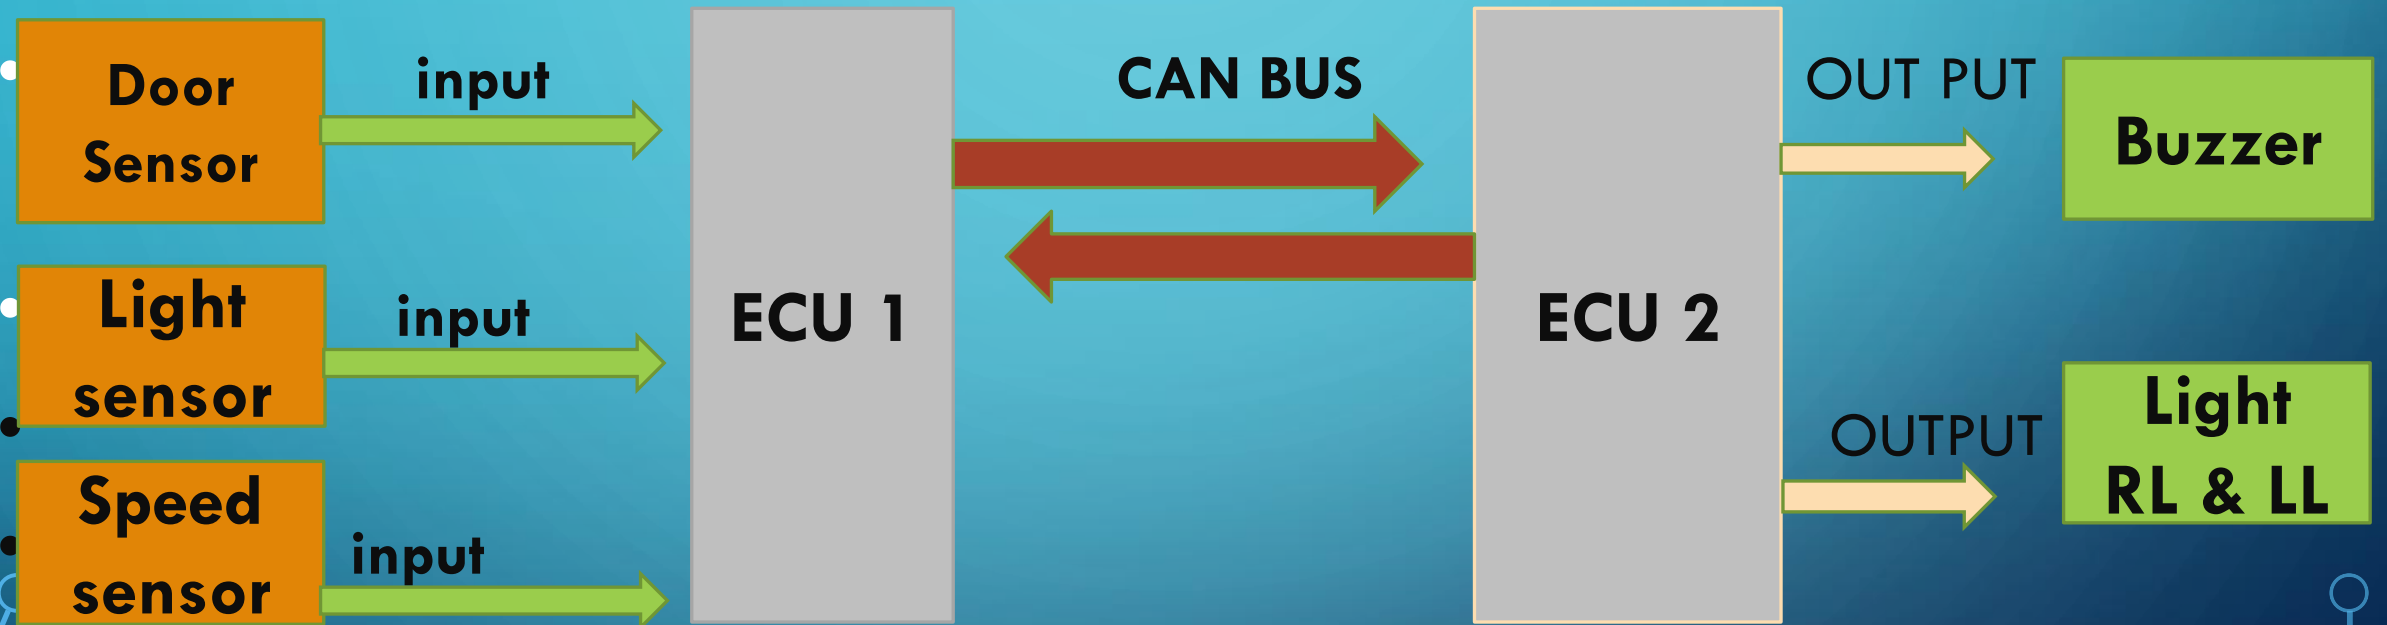 Door
Sensor
input
Light
sensor
input
Speed
sensor
input
ECU 1
CAN BUS
ECU 2
OUT PUT
Buzzer
OUTPUT
Light
RL & LL